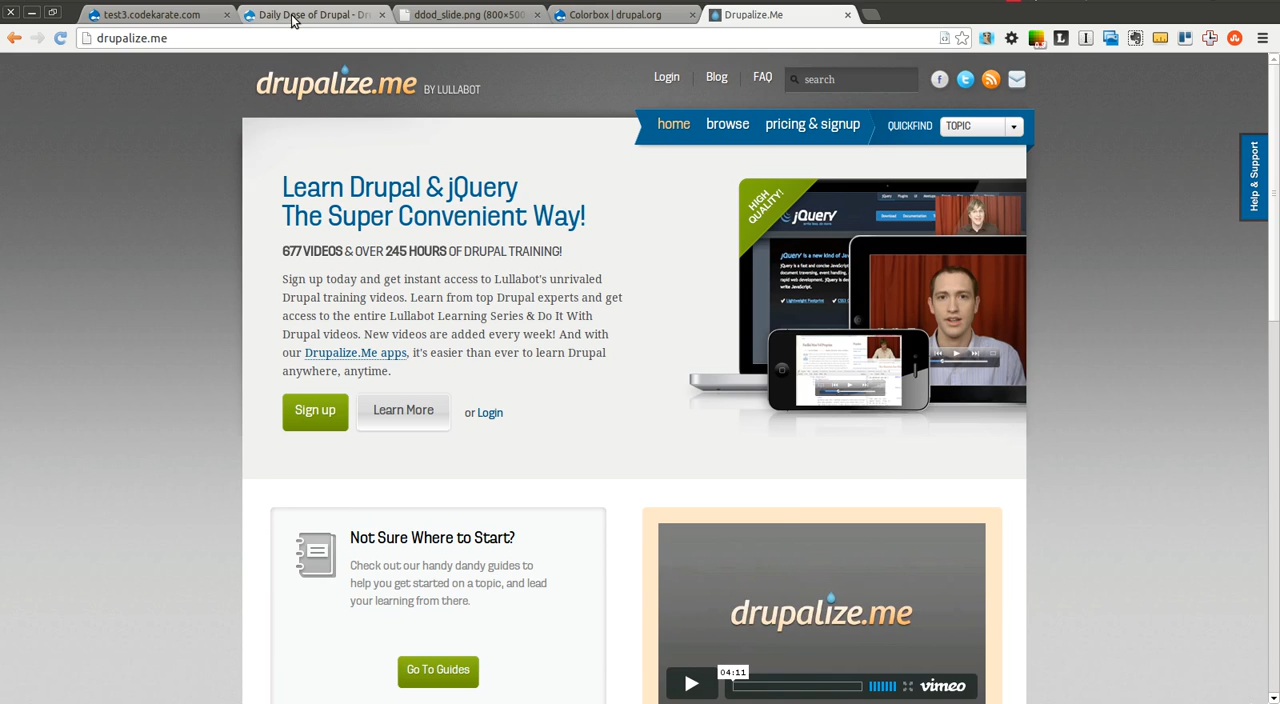 test3.codekarate.com
Daily Dose of Drupal - Dr
ddod_slide.png (800×500
Colorbox | drupal.org
Drupalize.Me
drupalize.me
drupalize.me BY LULLABOT
Login
Blog
FAQ
search
home
browse
pricing & signup
QUICKFIND
TOPIC
Help & Support
Learn Drupal & jQuery
The Super Convenient Way!
677 VIDEOS & OVER 245 HOURS OF DRUPAL TRAINING!
Sign up today and get instant access to Lullabot's unrivaled
Drupal training videos. Learn from top Drupal experts and get
access to the entire Lullabot Learning Series & Do It With
Drupal videos. New videos are added every week! And with
our Drupalize.Me apps, it's easier than ever to learn Drupal
anywhere, anytime.
Sign up
Learn More
or Login
HIGH
QUALITY!
jQuery
Lightweight Footprint
Not Sure Where to Start?
Check out our handy dandy guides to
help you get started on a topic, and lead
your learning from there.
Go To Guides
drupalize.me
04:11
vimeo